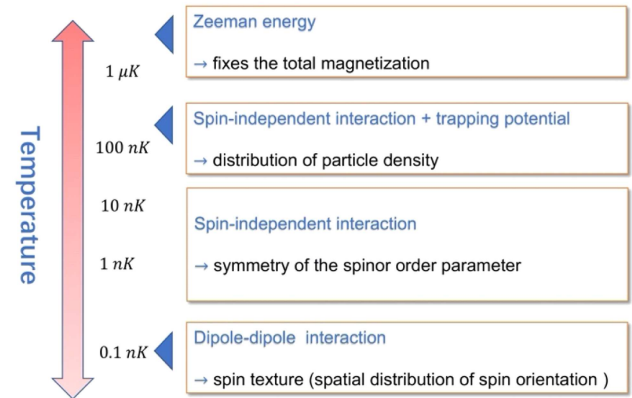 Temperature
1 μK
100 nK
10 nK
1 nK
0.1 nK
Zeeman energy
→ fixes the total magnetization
Spin-independent interaction + trapping potential
→ distribution of particle density
Spin-independent interaction
→ symmetry of the spinor order parameter
Dipole-dipole interaction
→ spin texture (spatial distribution of spin orientation )